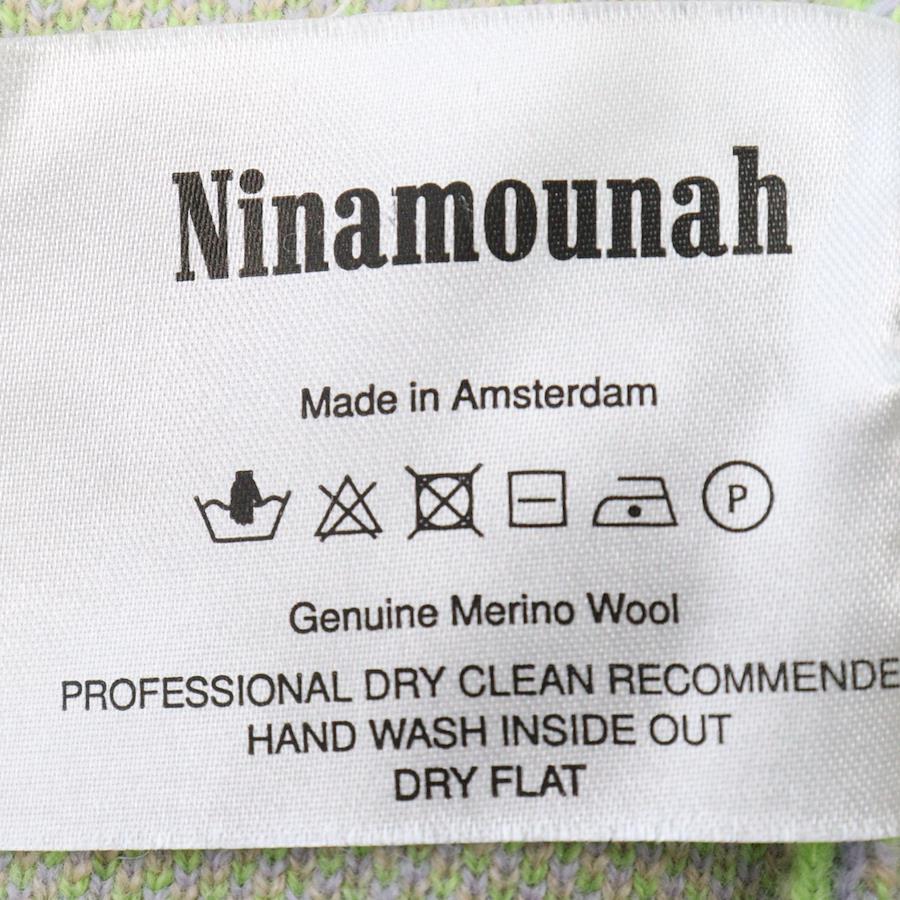 Ninamounah
Made in Amsterdam
P
Genuine Merino Wool
PROFESSIONAL DRY CLEAN RECOMMENDE
HAND WASH INSIDE OUT
DRY FLAT